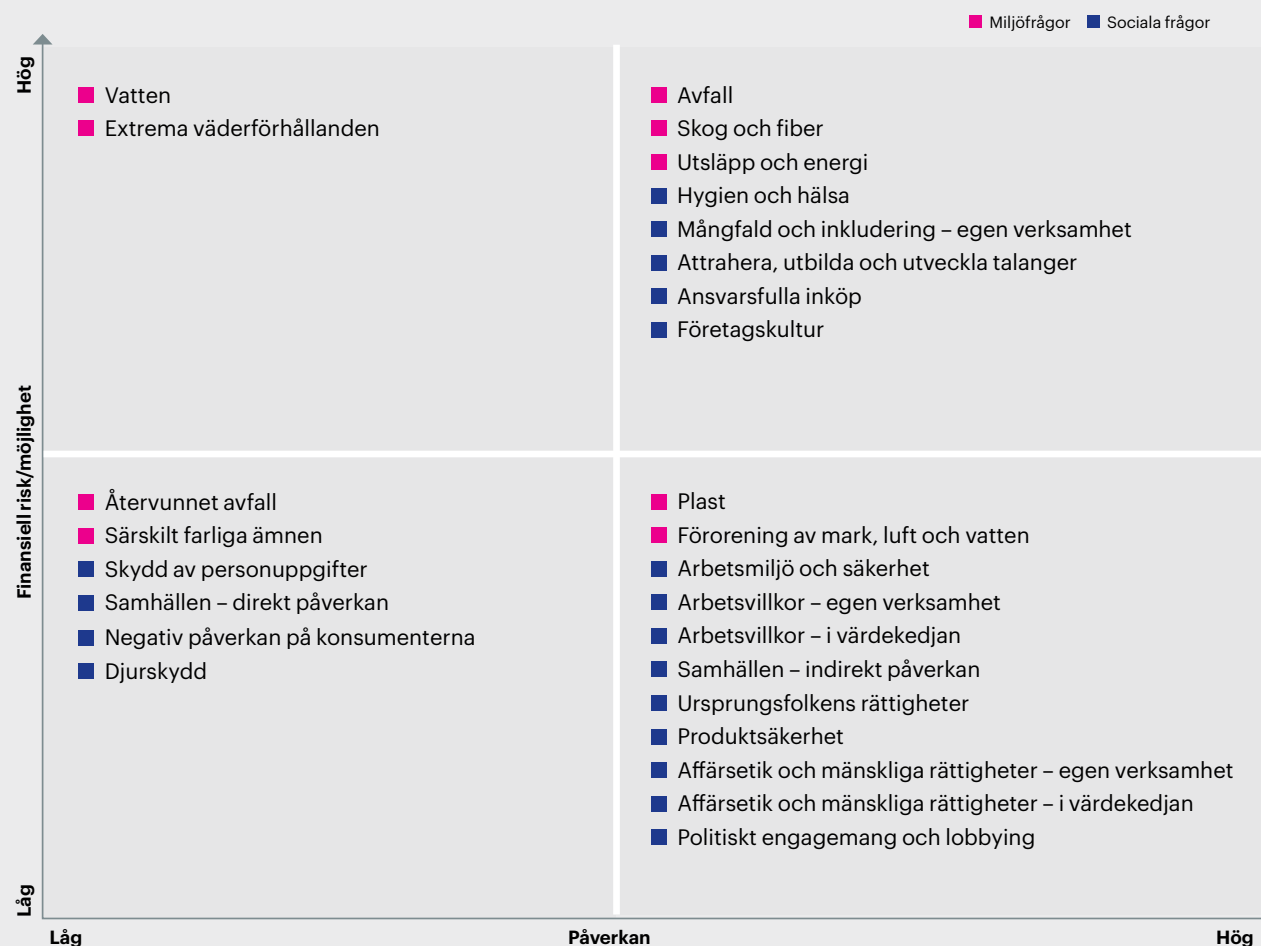 Miljöfrågor
Sociala frågor
Hög
Vatten
Extrema väderförhållanden
Avfall
Skog och fiber
Utsläpp och energi
Hygien och hälsa
Mångfald och inkludering – egen verksamhet
Attrahera, utbilda och utveckla talanger
Ansvarsfulla inköp
Företagskultur
Finansiell risk/möjlighet
Återvunnet avfall
Särskilt farliga ämnen
Skydd av personuppgifter
Samhällen – direkt påverkan
Negativ påverkan på konsumenterna
Djurskydd
Plast
Förorening av mark, luft och vatten
Arbetsmiljö och säkerhet
Arbetsvillkor – egen verksamhet
Arbetsvillkor – i värdekedjan
Samhällen – indirekt påverkan
Ursprungsfolkens rättigheter
Produktsäkerhet
Affärsetik och mänskliga rättigheter – egen verksamhet
Affärsetik och mänskliga rättigheter – i värdekedjan
Politiskt engagemang och lobbying
Låg
Låg
Påverkan
Hög